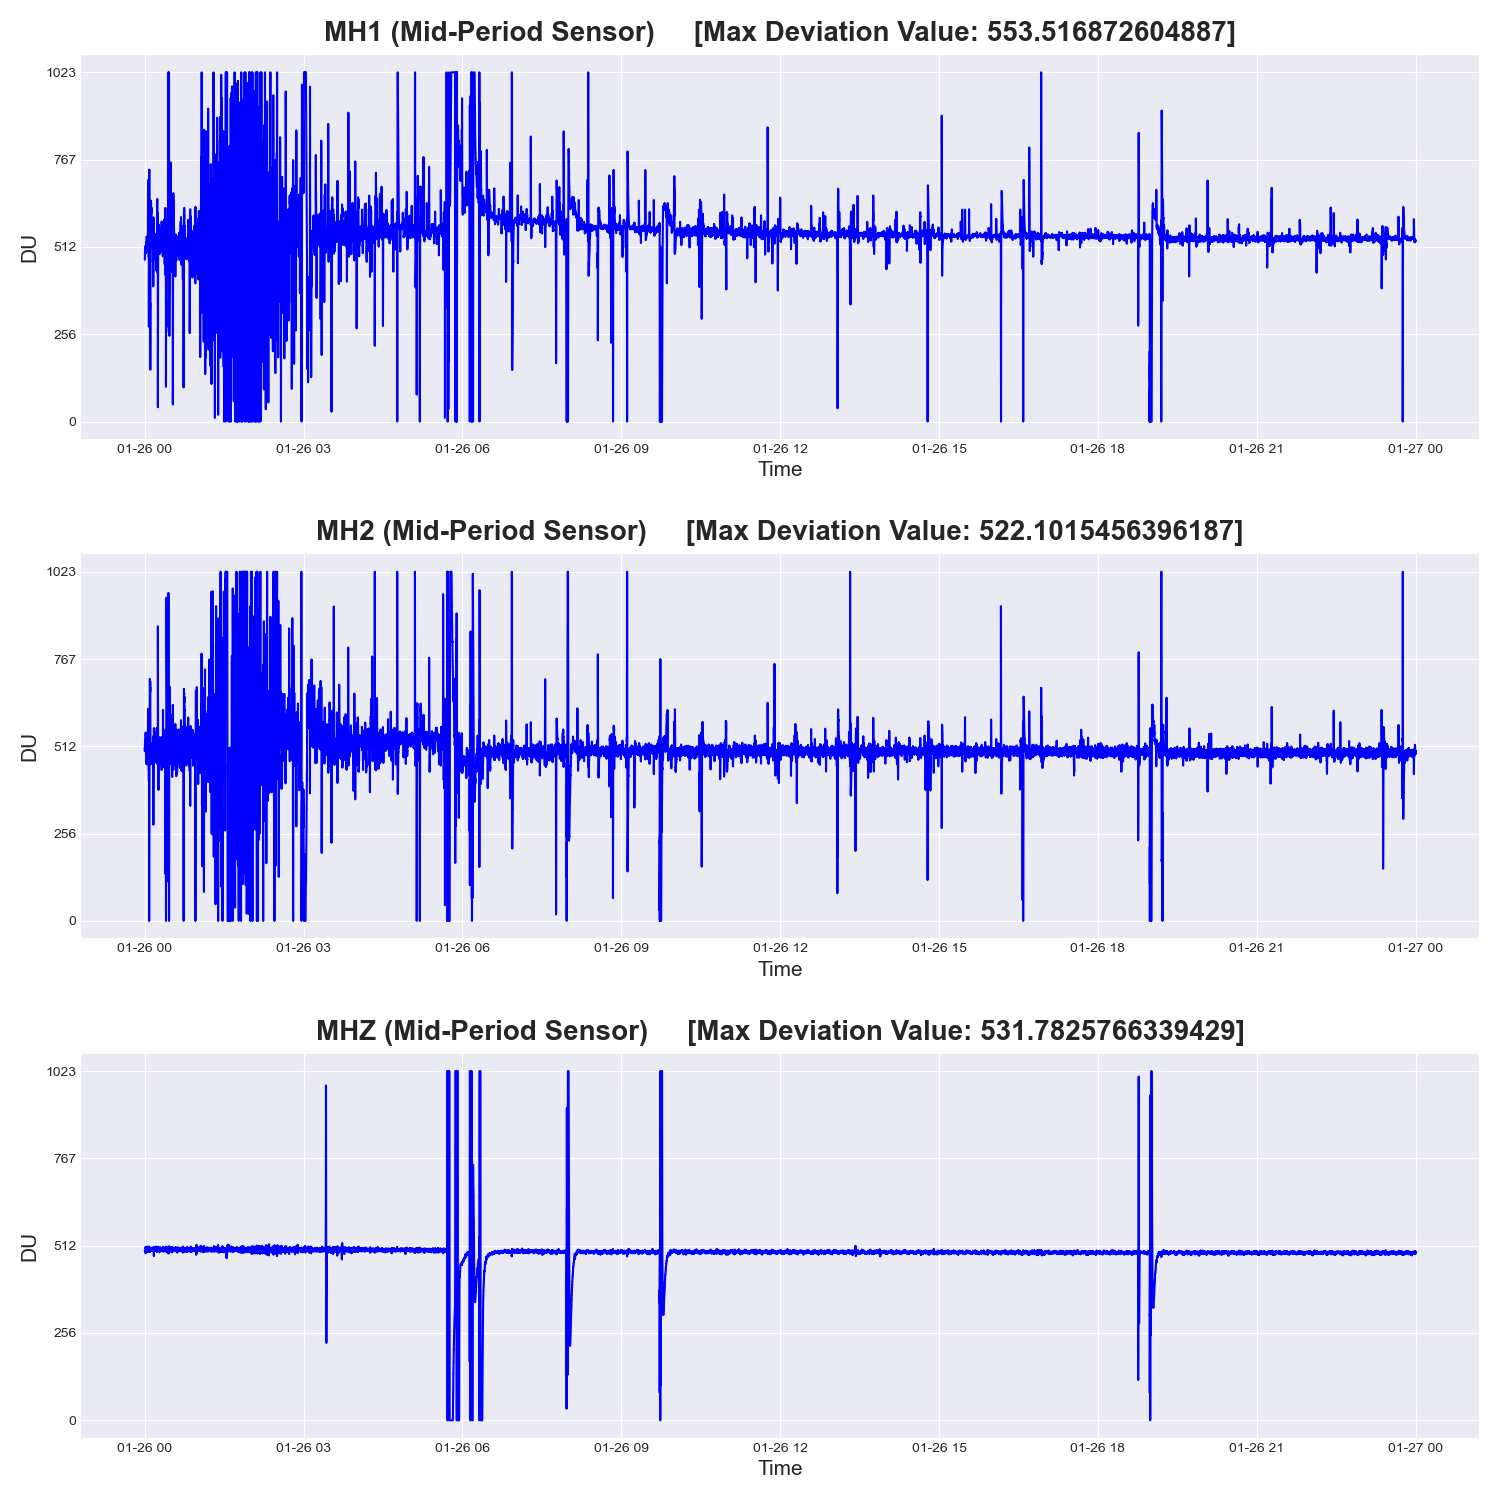 MH1 (Mid-Period Sensor) [Max Deviation Value: 553.516872604887]
1023
767
512
256
0
DU
01-26 00 01-26 03 01-26 06 01-26 09 01-26 12 01-26 15 01-26 18 01-26 21 01-27 00
Time
MH2 (Mid-Period Sensor) [Max Deviation Value: 522.1015456396187]
1023
767
512
256
0
DU
01-26 00 01-26 03 01-26 06 01-26 09 01-26 12 01-26 15 01-26 18 01-26 21 01-27 00
Time
MHZ (Mid-Period Sensor) [Max Deviation Value: 531.7825766339429]
1023
767
512
256
0
DU
01-26 00 01-26 03 01-26 06 01-26 09 01-26 12 01-26 15 01-26 18 01-26 21 01-27 00
Time